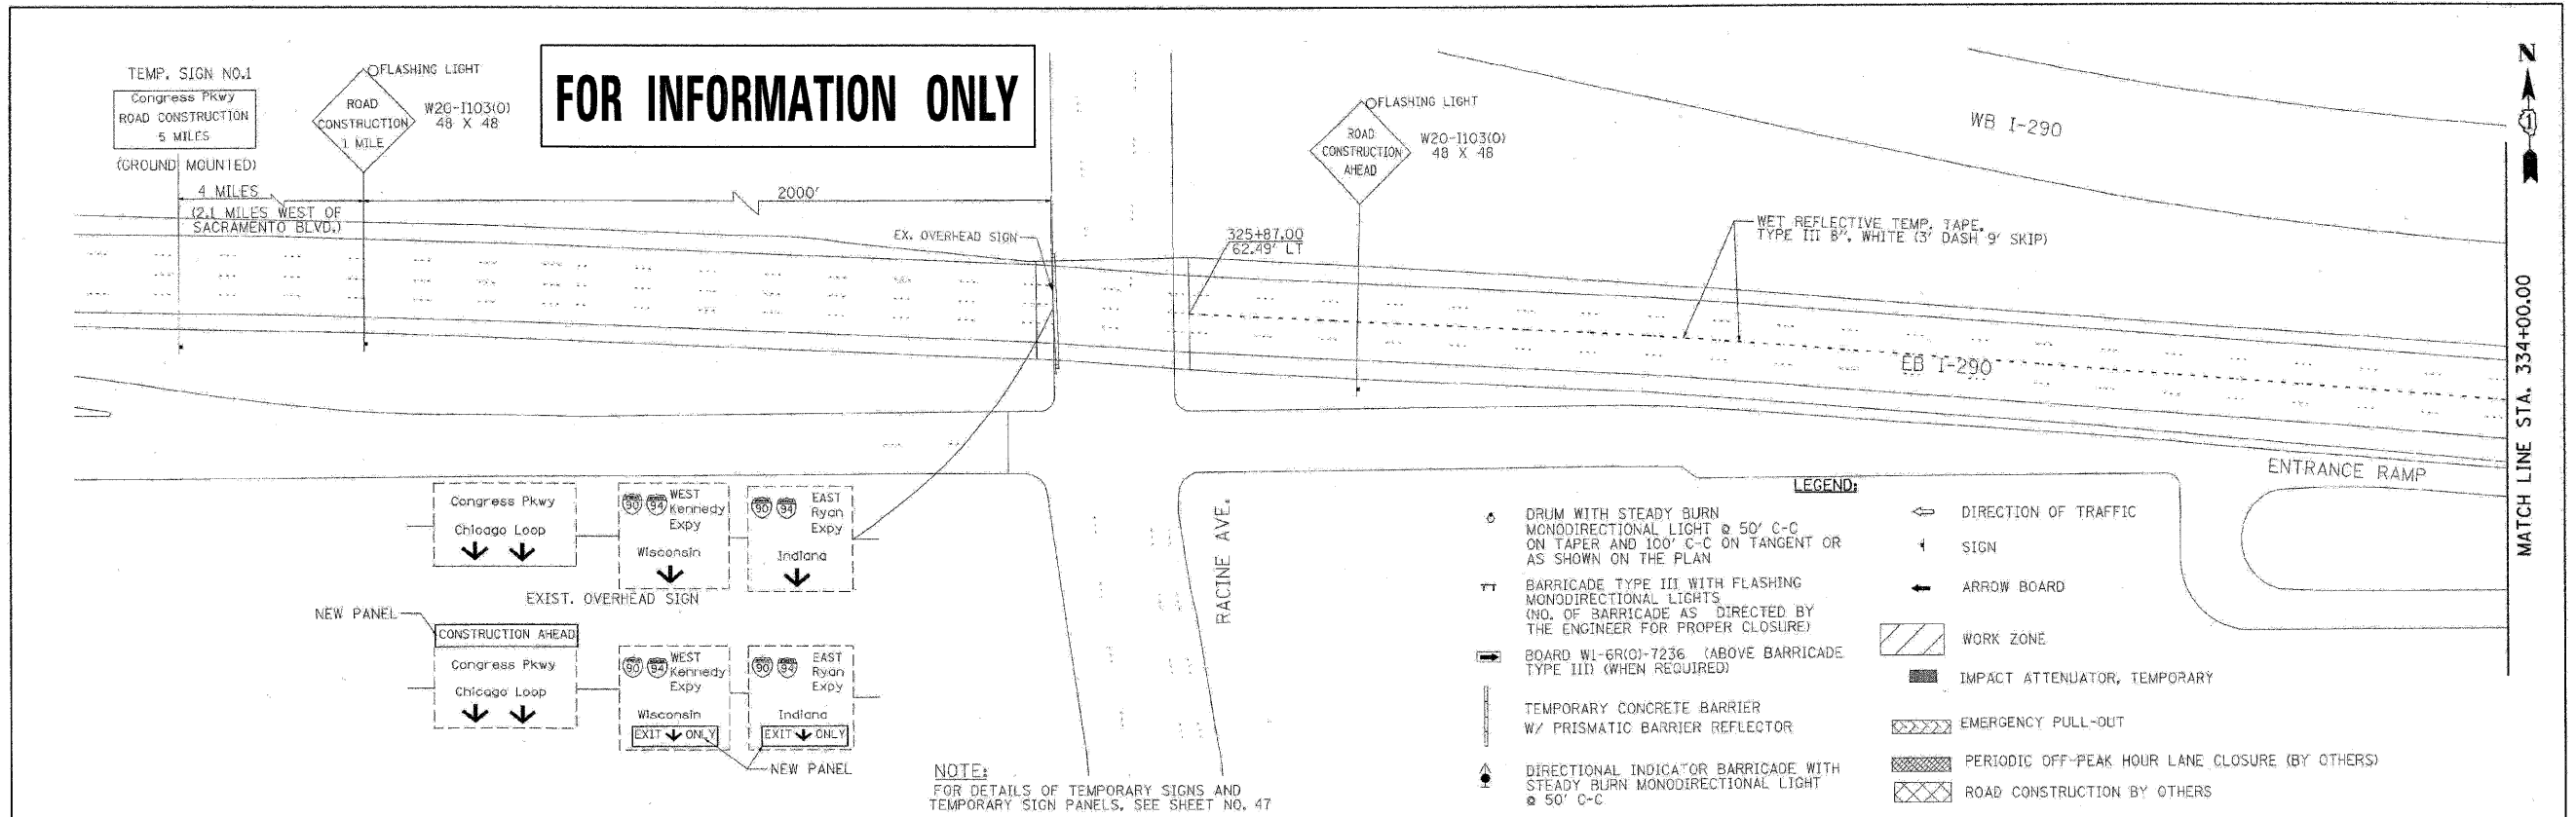 TEMP. SIGN NO.1
Congress Pkwy
ROAD CONSTRUCTION
5 MILES
(GROUND MOUNTED)
FLASHING LIGHT
ROAD
CONSTRUCTION
1 MILE
W20-I103(O)
48 X 48
FOR INFORMATION ONLY
4 MILES
(2.1 MILES WEST OF
SACRAMENTO BLVD.)
2000'
EX. OVERHEAD SIGN
325+87.00
62.49' LT
FLASHING LIGHT
ROAD
CONSTRUCTION
AHEAD
W20-I103(O)
48 X 48
WB I-290
WET REFLECTIVE TEMP. TAPE,
TYPE III 8", WHITE (3' DASH 9' SKIP)
EB I-290
N
1
MATCH LINE STA. 334+00.00
ENTRANCE RAMP
RACINE AVE.
Congress Pkwy
Chicago Loop
90 94 WEST
Kennedy
Expy
Wisconsin
90 94 EAST
Ryan
Expy
Indiana
EXIST. OVERHEAD SIGN
NEW PANEL
CONSTRUCTION AHEAD
Congress Pkwy
Chicago Loop
90 94 WEST
Kennedy
Expy
Wisconsin
EXIT ONLY
90 94 EAST
Ryan
Expy
Indiana
EXIT ONLY
NEW PANEL
NOTE:
FOR DETAILS OF TEMPORARY SIGNS AND
TEMPORARY SIGN PANELS, SEE SHEET NO. 47
LEGEND:
DRUM WITH STEADY BURN
MONODIRECTIONAL LIGHT @ 50' C-C
ON TAPER AND 100' C-C ON TANGENT OR
AS SHOWN ON THE PLAN
BARRICADE TYPE III WITH FLASHING
MONODIRECTIONAL LIGHTS
(NO. OF BARRICADE AS DIRECTED BY
THE ENGINEER FOR PROPER CLOSURE)
BOARD W1-6R(O)-7236 (ABOVE BARRICADE
TYPE III) (WHEN REQUIRED)
TEMPORARY CONCRETE BARRIER
W/ PRISMATIC BARRIER REFLECTOR
DIRECTIONAL INDICATOR BARRICADE WITH
STEADY BURN MONODIRECTIONAL LIGHT
@ 50' C-C
DIRECTION OF TRAFFIC
SIGN
ARROW BOARD
WORK ZONE
IMPACT ATTENUATOR, TEMPORARY
EMERGENCY PULL-OUT
PERIODIC OFF-PEAK HOUR LANE CLOSURE (BY OTHERS)
ROAD CONSTRUCTION BY OTHERS